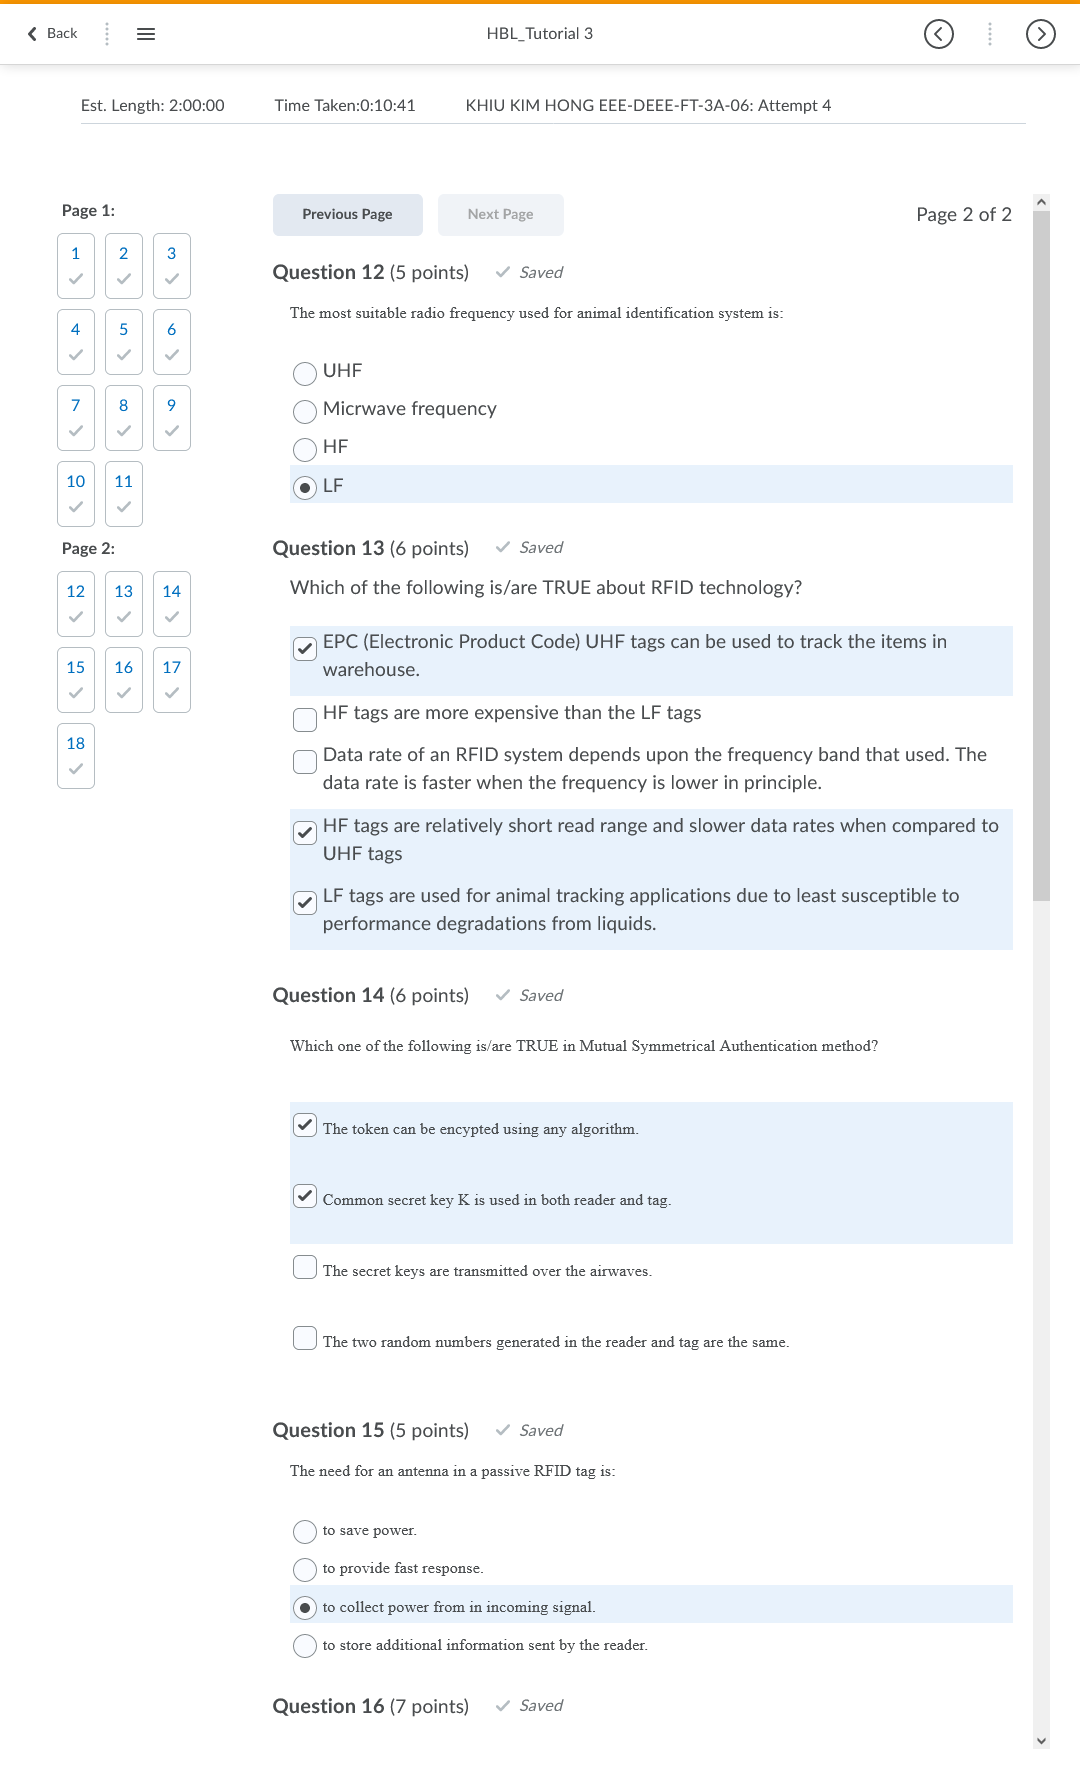 Back
HBL_Tutorial 3
Est. Length: 2:00:00 Time Taken:0:10:41 KHIU KIM HONG EEE-DEEE-FT-3A-06: Attempt 4
Page 1:
1 2 3
4 5 6
7 8 9
10 11
Page 2:
12 13 14
15 16 17
18
Previous Page Next Page Page 2 of 2
Question 12 (5 points) Saved
The most suitable radio frequency used for animal identification system is:
UHF
Micrwave frequency
HF
LF
Question 13 (6 points) Saved
Which of the following is/are TRUE about RFID technology?
EPC (Electronic Product Code) UHF tags can be used to track the items in
warehouse.
HF tags are more expensive than the LF tags
Data rate of an RFID system depends upon the frequency band that used. The
data rate is faster when the frequency is lower in principle.
HF tags are relatively short read range and slower data rates when compared to
UHF tags
LF tags are used for animal tracking applications due to least susceptible to
performance degradations from liquids.
Question 14 (6 points) Saved
Which one of the following is/are TRUE in Mutual Symmetrical Authentication method?
The token can be encypted using any algorithm.
Common secret key K is used in both reader and tag.
The secret keys are transmitted over the airwaves.
The two random numbers generated in the reader and tag are the same.
Question 15 (5 points) Saved
The need for an antenna in a passive RFID tag is:
to save power.
to provide fast response.
to collect power from in incoming signal.
to store additional information sent by the reader.
Question 16 (7 points) Saved